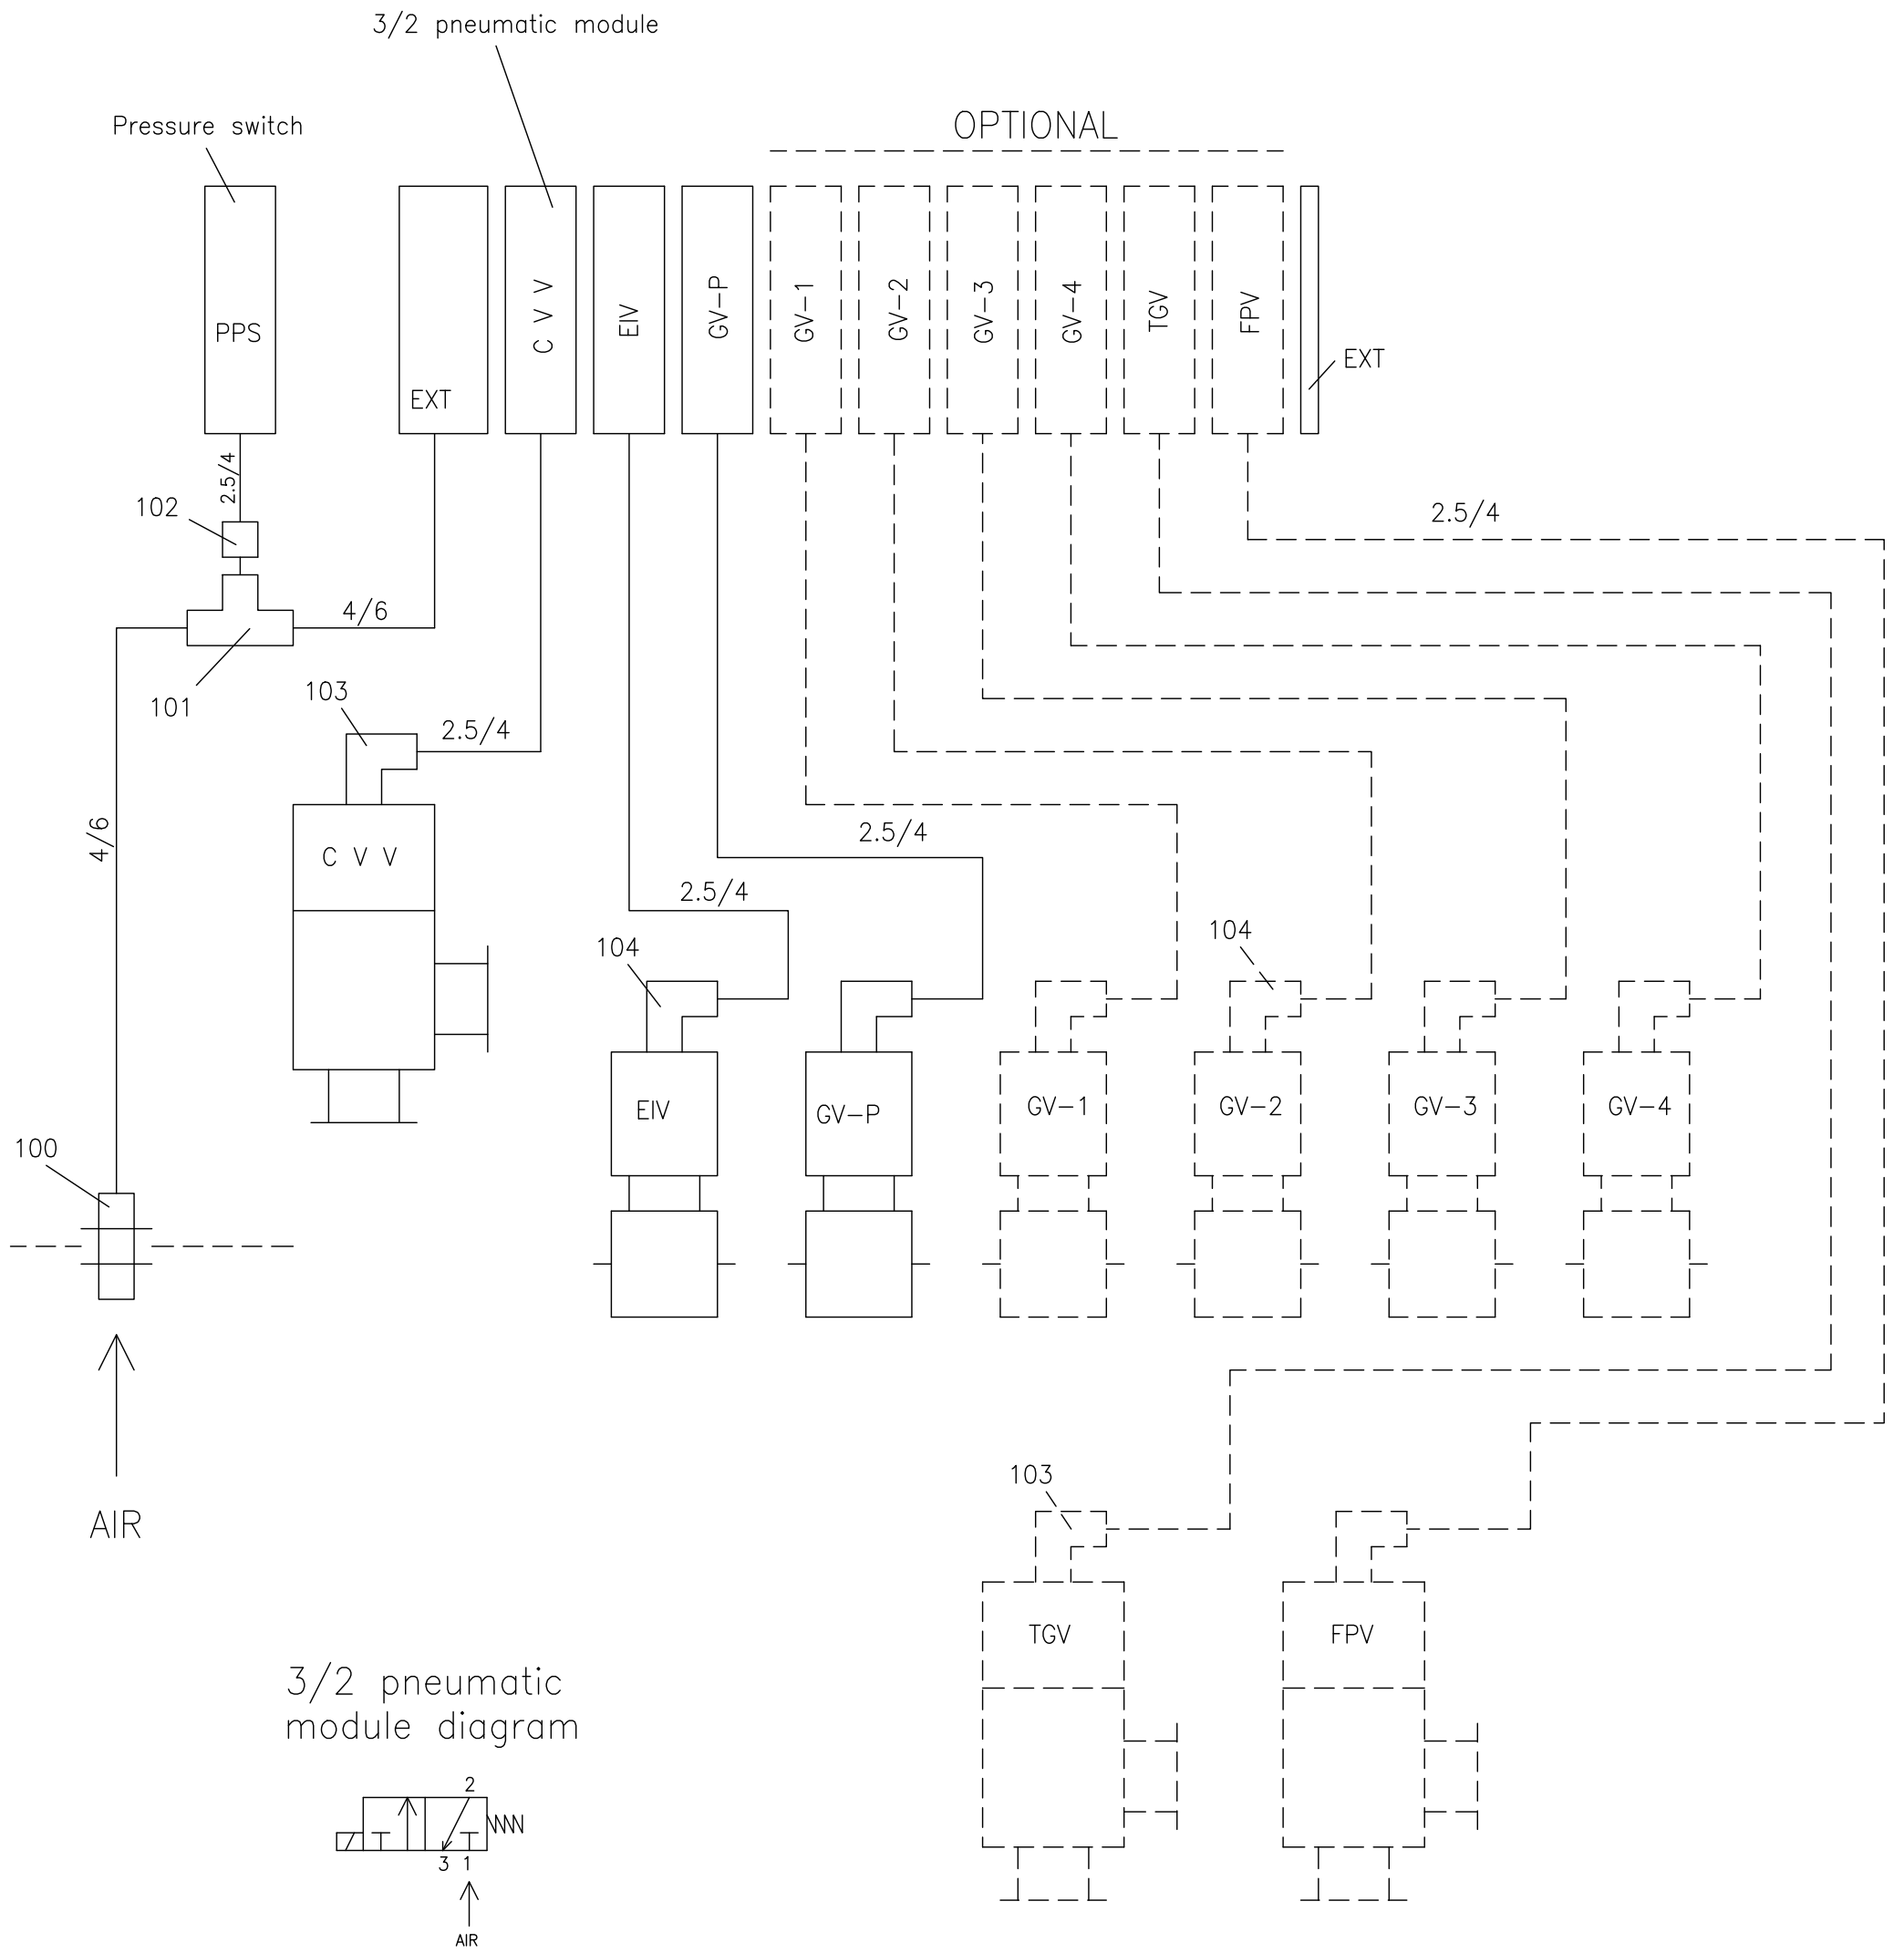 3/2 pneumatic module
Pressure switch
OPTIONAL
PPS
EXT
C V V
EIV
GV-P
GV-1
GV-2
GV-3
GV-4
TGV
FPV
EXT
2.5/4
102
2.5/4
4/6
101
103
2.5/4
4/6
C V V
2.5/4
2.5/4
104
104
EIV
GV-P
GV-1
GV-2
GV-3
GV-4
100
AIR
103
TGV
FPV
3/2 pneumatic
module diagram
2
3 1
AIR